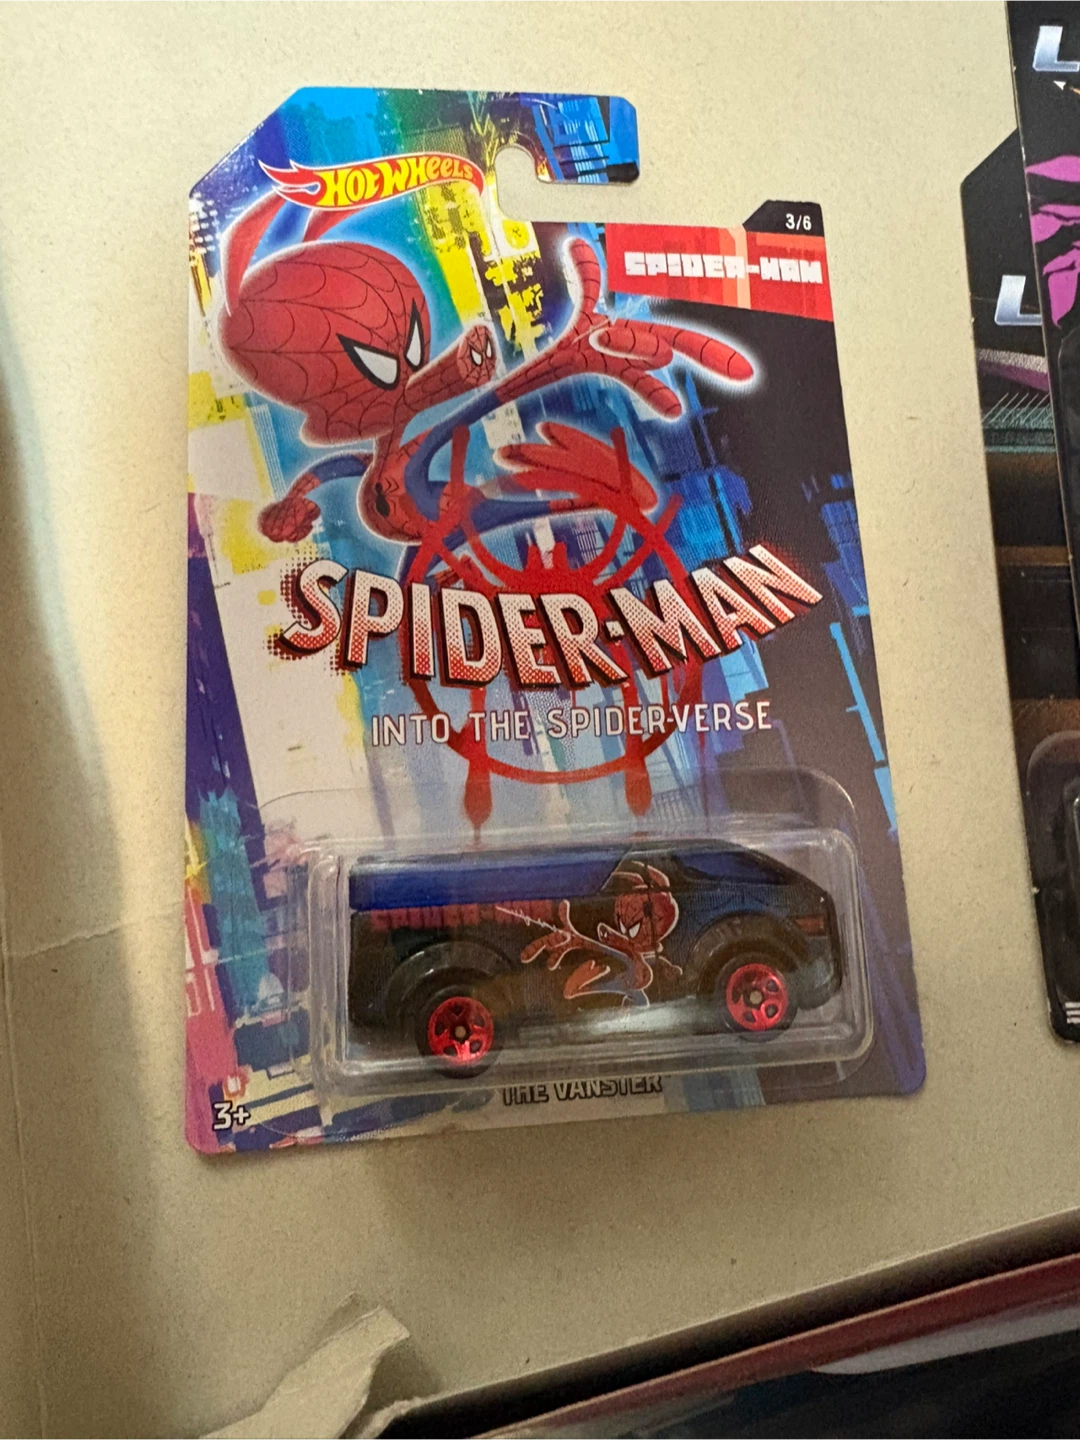 HOT WHEELS
3/6
SPIDER-MAN
SPIDER-MAN
INTO THE SPIDER-VERSE
THE VANSTER
3+